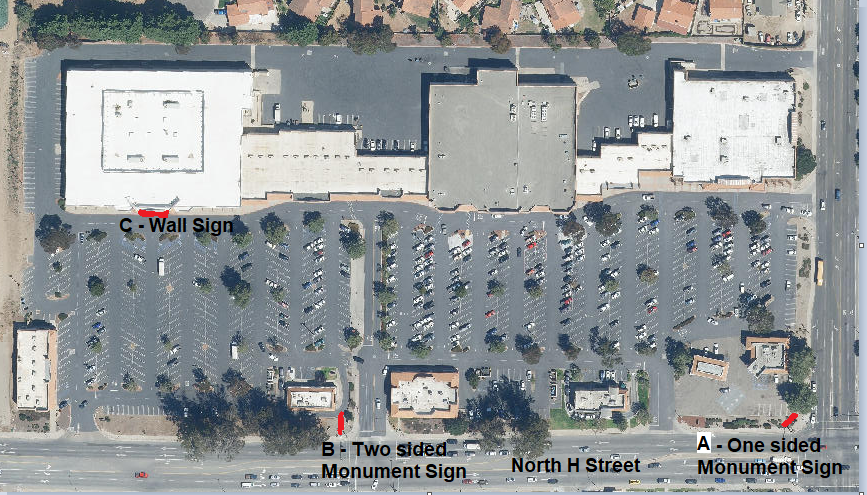 C - Wall Sign
B - Two sided
Monument Sign
North H Street
A - One sided
Monument Sign